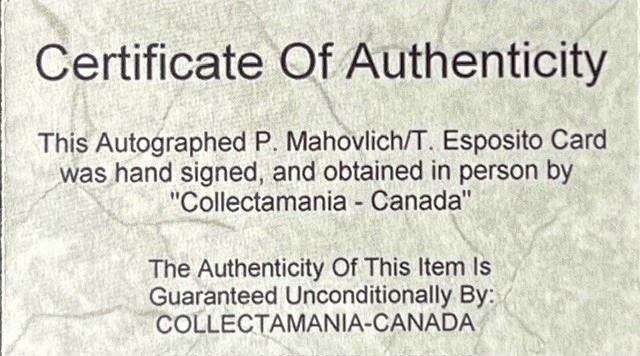 Certificate Of Authenticity
This Autographed P. Mahovlich/T. Esposito Card
was hand signed, and obtained in person by
"Collectamania - Canada"
The Authenticity Of This Item Is
Guaranteed Unconditionally By:
COLLECTAMANIA-CANADA